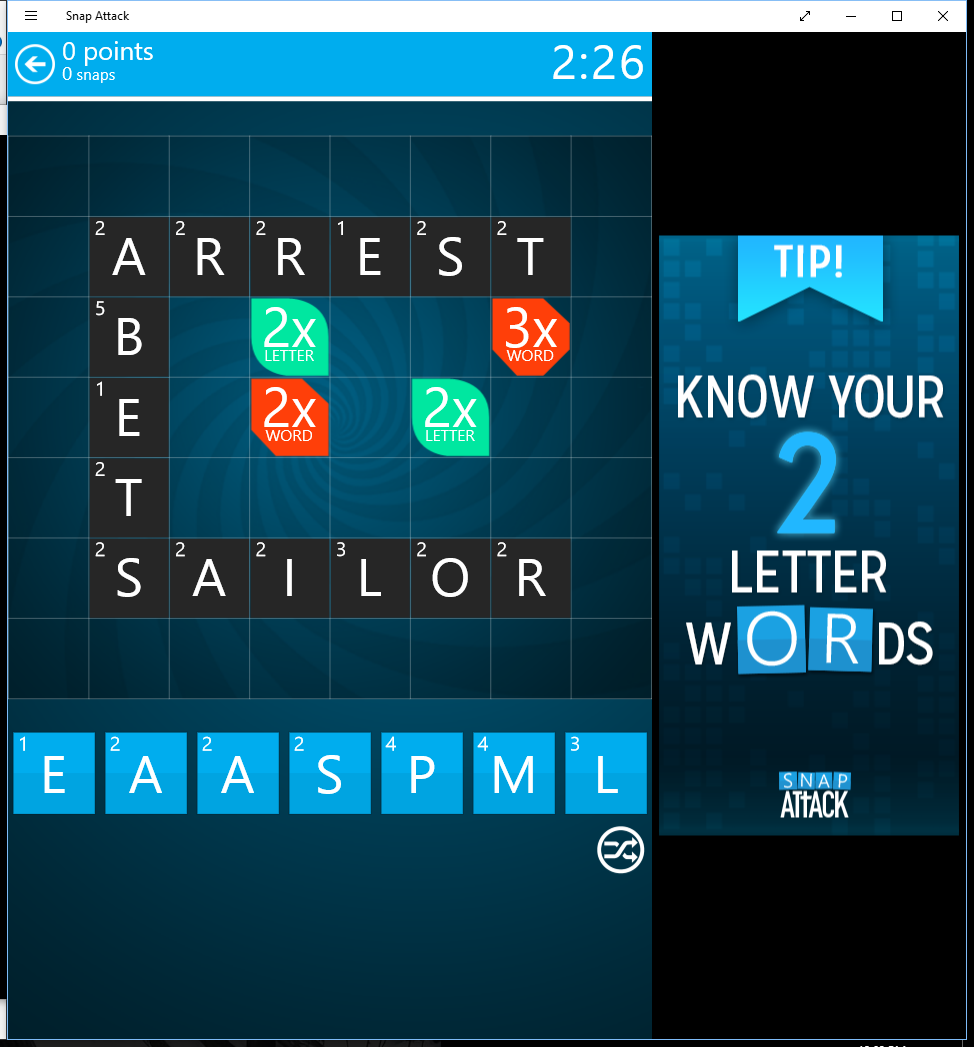 Snap Attack
0 points
0 snaps
2:26
2 A 2 R 2 R 1 E 2 S 2 T
5 B 2x LETTER 3x WORD
1 E 2x WORD 2x LETTER
2 T
2 S 2 A 2 I 3 L 2 O 2 R
1 E 2 A 2 A 2 S 4 P 4 M 3 L
TIP!
KNOW YOUR
2
LETTER
WORDS
SNAP
ATTACK